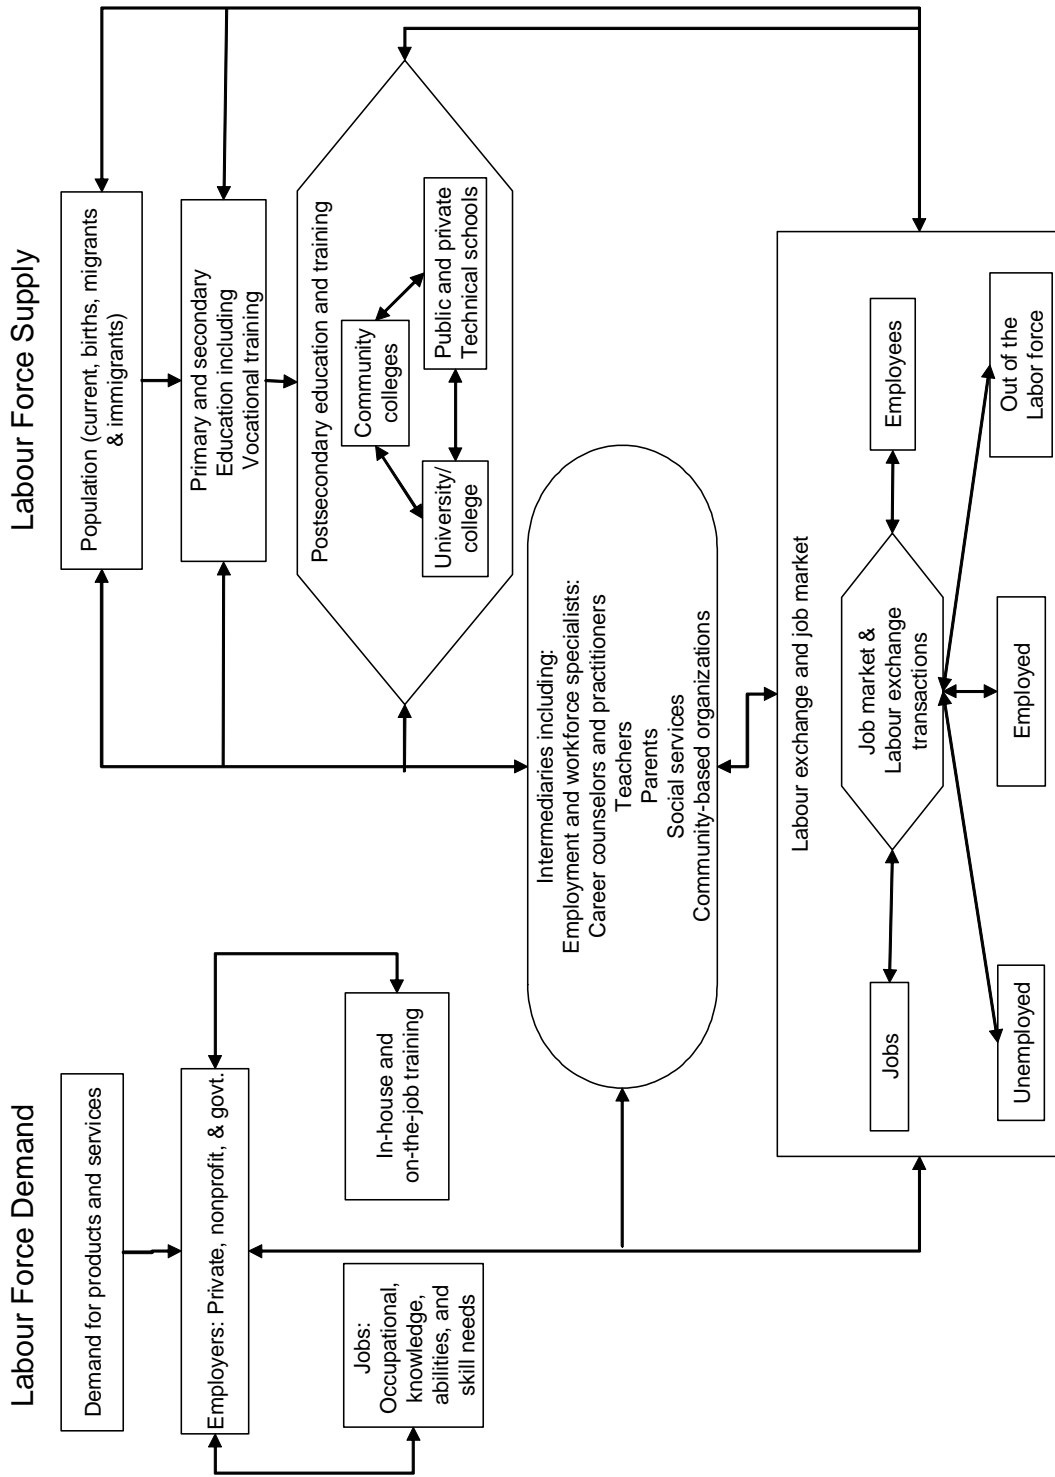 Labour Force Demand
Labour Force Supply
Demand for products and services
Employers: Private, nonprofit, & govt.
Jobs:
Occupational,
knowledge,
abilities, and
skill needs
In-house and
on-the-job training
Population (current, births, migrants
& immigrants)
Primary and secondary
Education including
Vocational training
Postsecondary education and training
University/
college
Community
colleges
Public and private
Technical schools
Intermediaries including:
Employment and workforce specialists:
Career counselors and practitioners
Teachers
Parents
Social services
Community-based organizations
Labour exchange and job market
Jobs
Job market &
Labour exchange
transactions
Employees
Unemployed
Employed
Out of the
Labor force